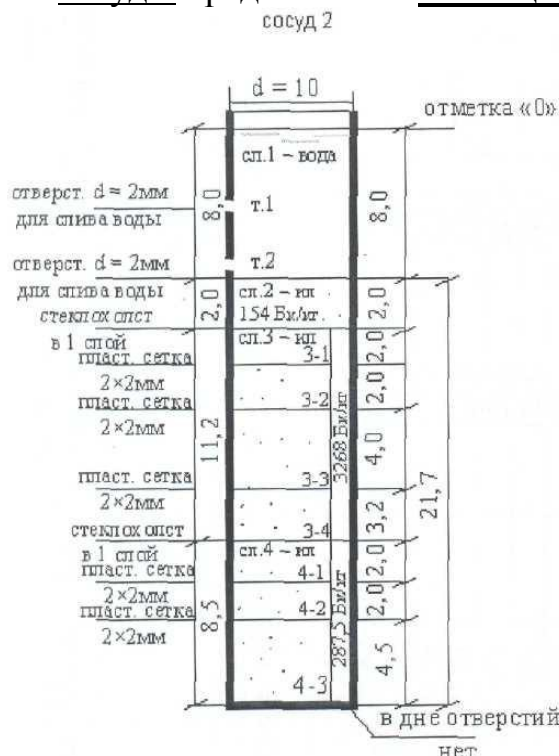 сосуд 2
d = 10
отметка «0»
сл.1 – вода
отверст. d = 2мм
для слива воды
8,0
т.1
8,0
отверст. d = 2мм
для слива воды
т.2
2,0
сл.2 – ил
154 Бк/кг
2,0
стеклохолст
в 1 слой
сл.3 – ил
пласт. сетка
2×2мм
3-1
2,0
пласт. сетка
2×2мм
3-2
2,0
11,2
3268 Бк/кг
4,0
21,7
пласт. сетка
2×2мм
3-3
стеклохолст
в 1 слой
3-4
3,2
сл.4 – ил
пласт. сетка
2×2мм
4-1
2,0
пласт. сетка
2×2мм
4-2
2,0
8,5
287,5 Бк/кг
4,5
4-3
в дне отверстий
нет